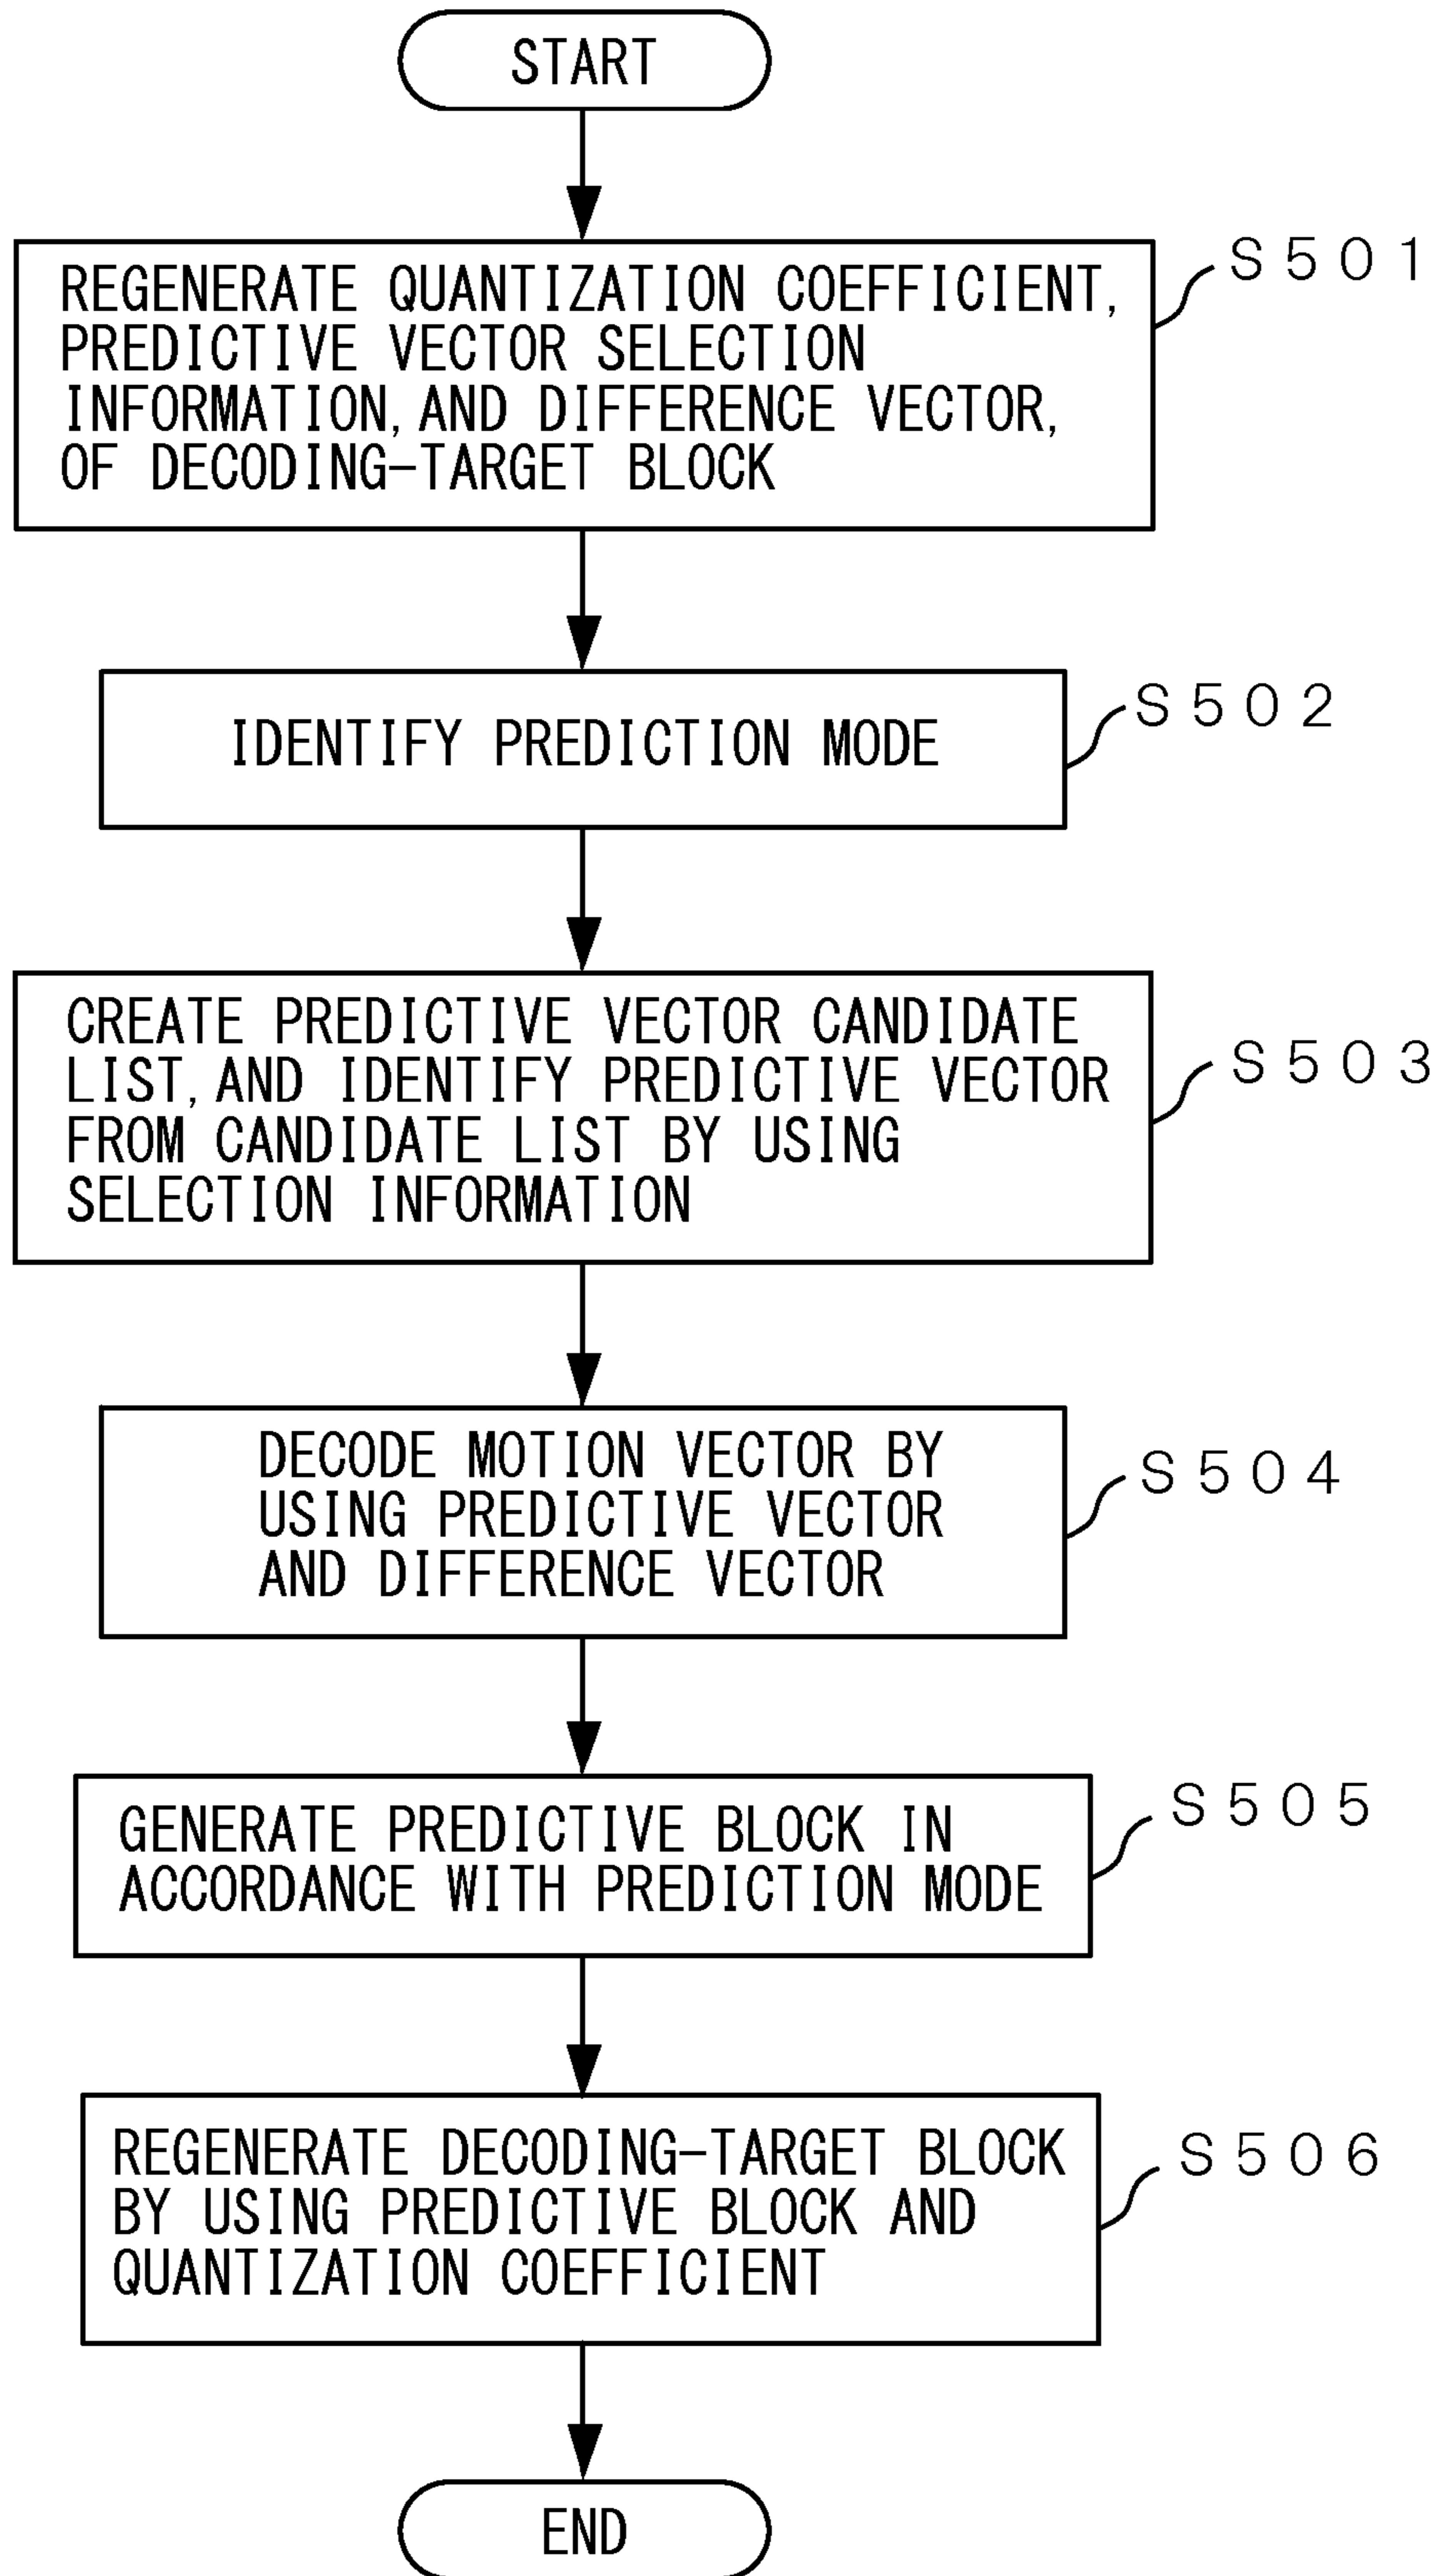 START
REGENERATE QUANTIZATION COEFFICIENT,
PREDICTIVE VECTOR SELECTION
INFORMATION, AND DIFFERENCE VECTOR,
OF DECODING-TARGET BLOCK
S501
IDENTIFY PREDICTION MODE
S502
CREATE PREDICTIVE VECTOR CANDIDATE
LIST, AND IDENTIFY PREDICTIVE VECTOR
FROM CANDIDATE LIST BY USING
SELECTION INFORMATION
S503
DECODE MOTION VECTOR BY
USING PREDICTIVE VECTOR
AND DIFFERENCE VECTOR
S504
GENERATE PREDICTIVE BLOCK IN
ACCORDANCE WITH PREDICTION MODE
S505
REGENERATE DECODING-TARGET BLOCK
BY USING PREDICTIVE BLOCK AND
QUANTIZATION COEFFICIENT
S506
END